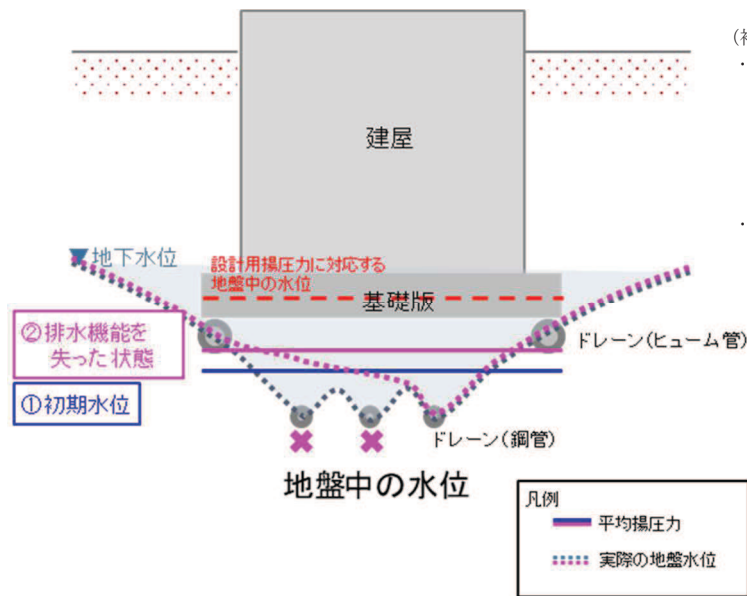 (補
・
建屋
・
▼地下水位
設計用揚圧力に対応する
地盤中の水位
基礎版
②排水機能を
失った状態
ドレーン(ヒューム管)
①初期水位
ドレーン(鋼管)
地盤中の水位
凡例
平均揚圧力
実際の地盤水位